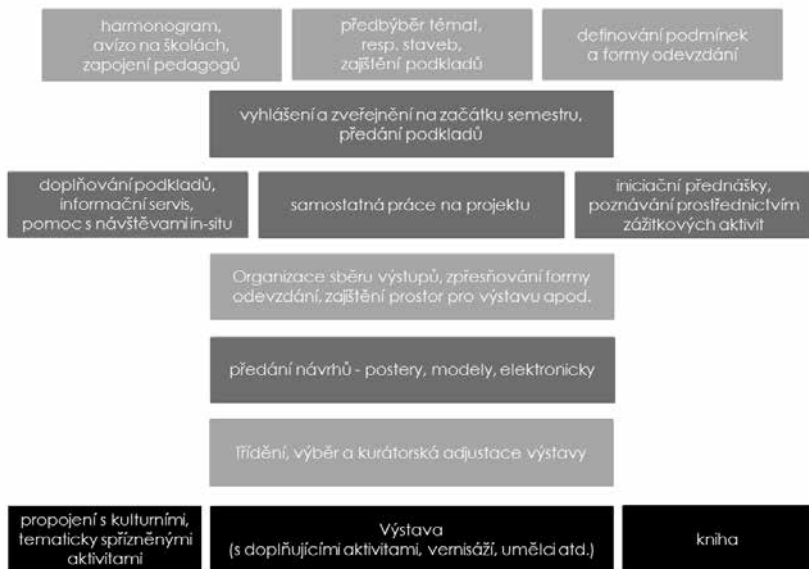 harmonogram,
avízo na školách,
zapojení pedagogů
předbýběr témat,
resp. staveb,
zajištění podkladů
definování podmínek
a formy odevzdání
vyhlášení a zveřejnění na začátku semestru,
předání podkladů
doplňování podkladů,
informační servis,
pomoc s návštěvami in-situ
samostatná práce na projektu
iniciační přednášky,
poznávání prostřednictvím
zážitkových aktivit
Organizace sběru výstupů, zpřesňování formy
odevzdání, zajištění prostor pro výstavu apod.
předání návrhů - postery, modely, elektronicky
Třídění, výběr a kurátorská adjustace výstavy
propojení s kulturními,
tematicky spřízněnými
aktivitami
Výstava
(s doplňujícími aktivitami, vernisáží, umělci atd.)
kniha